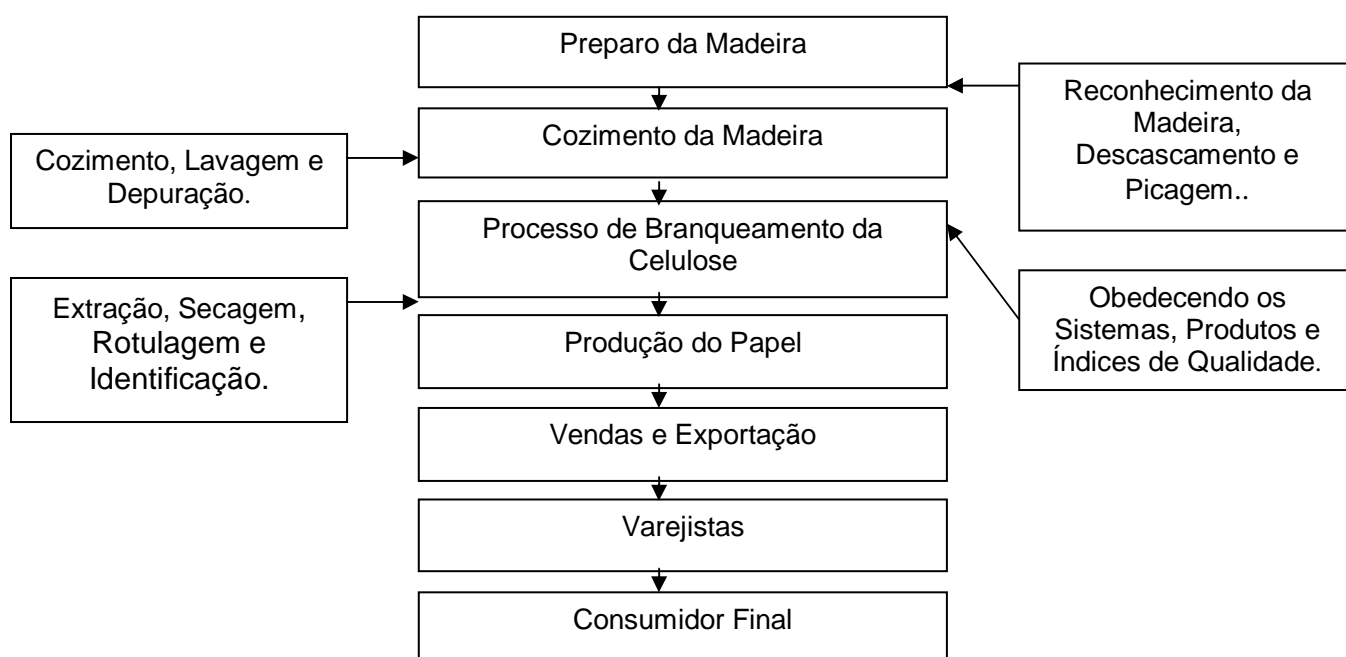 Preparo da Madeira
Reconhecimento da
Madeira,
Descascamento e
Picagem..
Cozimento da Madeira
Cozimento, Lavagem e
Depuração.
Processo de Branqueamento da
Celulose
Obedecendo os
Sistemas, Produtos e
Índices de Qualidade.
Extração, Secagem,
Rotulagem e
Identificação.
Produção do Papel
Vendas e Exportação
Varejistas
Consumidor Final